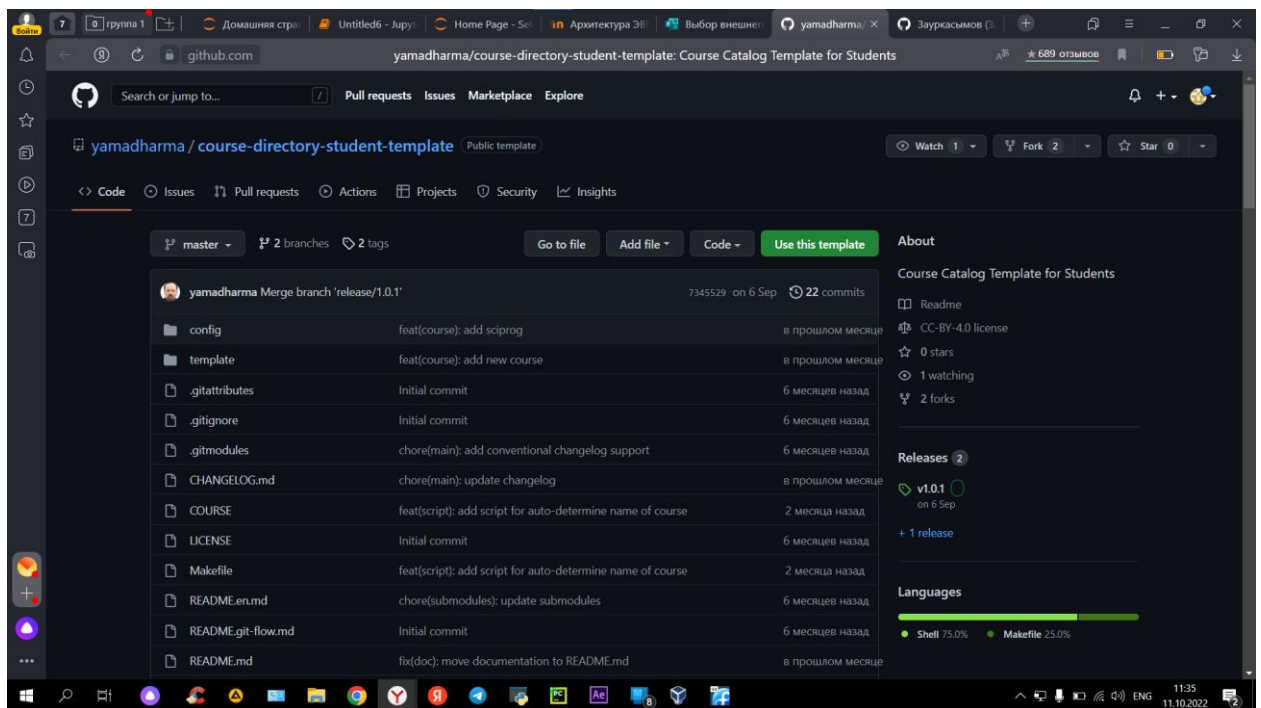 Войти 7 0 группа 1 Домашняя стра Untitled6 - Jupy Home Page - Sel Архитектура ЭВ Выбор внешнег yamadharma/ Зауркасымов (З
github.com yamadharma/course-directory-student-template: Course Catalog Template for Students 689 отзывов
Search or jump to... / Pull requests Issues Marketplace Explore
yamadharma / course-directory-student-template Public template Watch 1 Fork 2 Star 0
Code Issues Pull requests Actions Projects Security Insights
7
master 2 branches 2 tags Go to file Add file Code Use this template
yamadharma Merge branch 'release/1.0.1' 7345529 on 6 Sep 22 commits
config feat(course): add sciprog в прошлом месяце
template feat(course): add new course в прошлом месяце
.gitattributes Initial commit 6 месяцев назад
.gitignore Initial commit 6 месяцев назад
.gitmodules chore(main): add conventional changelog support 6 месяцев назад
CHANGELOG.md chore(main): update changelog в прошлом месяце
COURSE feat(script): add script for auto-determine name of course 2 месяца назад
LICENSE Initial commit 6 месяцев назад
Makefile feat(script): add script for auto-determine name of course 2 месяца назад
README.en.md chore(submodules): update submodules 6 месяцев назад
README.git-flow.md Initial commit 6 месяцев назад
README.md fix(doc): move documentation to README.md в прошлом месяце
About
Course Catalog Template for Students
Readme
CC-BY-4.0 license
0 stars
1 watching
2 forks
Releases 2
v1.0.1
on 6 Sep
+ 1 release
Languages
Shell 75.0% Makefile 25.0%
ENG 11:35
11.10.2022